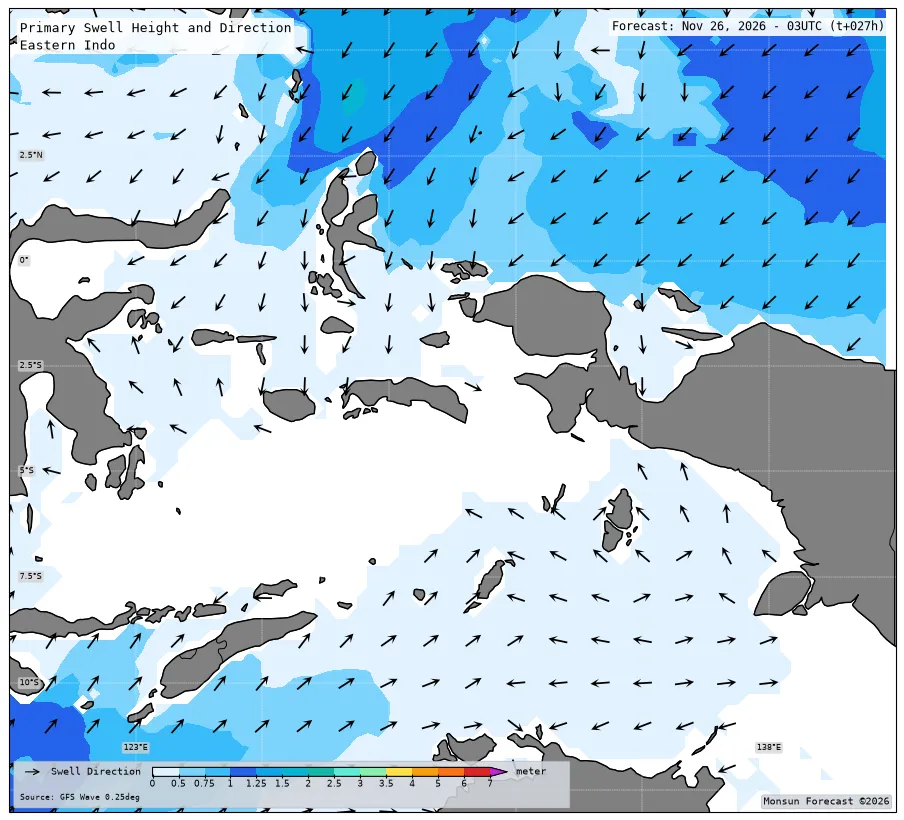 Primary Swell Height and Direction
Eastern Indo
Forecast: Nov 26, 2026 - 03UTC (t+027h)
2.5°N
0°
2.5°S
5°S
7.5°S
10°S
123°E
138°E
Swell Direction
0 0.5 0.75 1 1.25 1.5 2 2.5 3 3.5 4 5 6 7
meter
Source: GFS Wave 0.25deg
Monsun Forecast ©2026